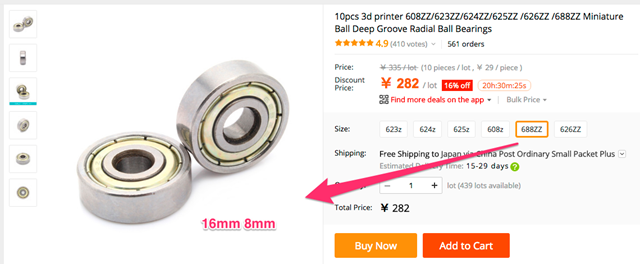 10pcs 3d printer 608ZZ/623ZZ/624ZZ/625ZZ /626ZZ /688ZZ Miniature
Ball Deep Groove Radial Ball Bearings
4.9 (410 votes) 561 orders
Price: ¥ 335 / lot (10 pieces / lot , ¥ 29 / piece )
Discount
Price: ¥ 282 / lot 16% off 20h:30m:25s
Find more deals on the app Bulk Price
Size: 623z 624z 625z 608z 688ZZ 626ZZ
Shipping: Free Shipping to Japan via China Post Ordinary Small Packet Plus
Estimated Delivery Time: 15-29 days ?
1 + lot (439 lots available)
Total Price: ¥ 282
Buy Now Add to Cart
16mm 8mm